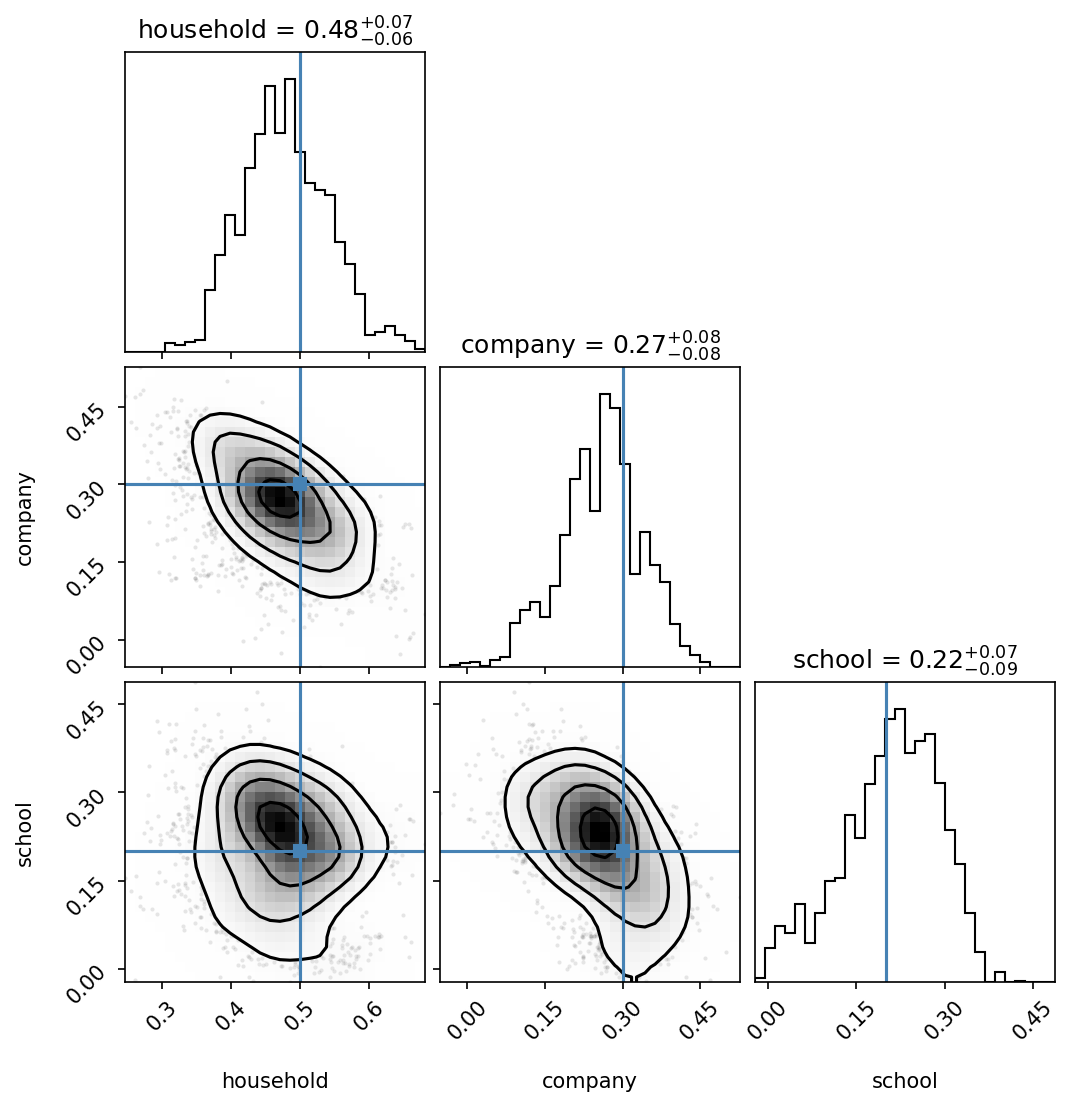 household = 0.48+0.07−0.06
company = 0.27+0.08−0.08
company
0.45
0.30
0.15
0.00
school = 0.22+0.07−0.09
school
0.45
0.30
0.15
0.00
0.3 0.4 0.5 0.6
0.00 0.15 0.30 0.45
0.00 0.15 0.30 0.45
household company school